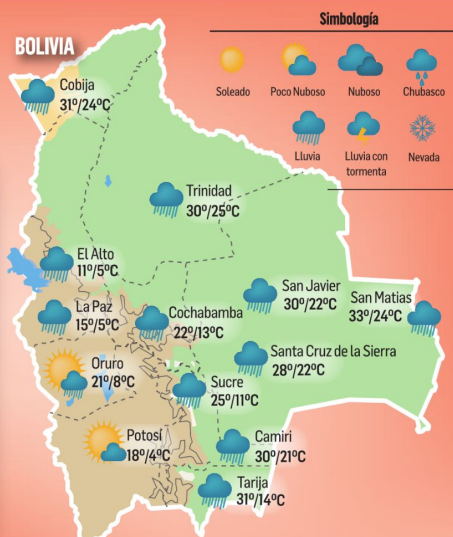 BOLIVIA
Simbología
Soleado
Poco Nuboso
Nuboso
Chubasco
Lluvia
Lluvia con
tormenta
Nevada
Cobija
31º/24ºC
Trinidad
30º/25ºC
El Alto
11º/5ºC
La Paz
15º/5ºC
Cochabamba
22º/13ºC
San Javier
30º/22ºC
San Matias
33º/24ºC
Oruro
21º/8ºC
Santa Cruz de la Sierra
28º/22ºC
Sucre
25º/11ºC
Potosí
18º/4ºC
Camiri
30º/21ºC
Tarija
31º/14ºC